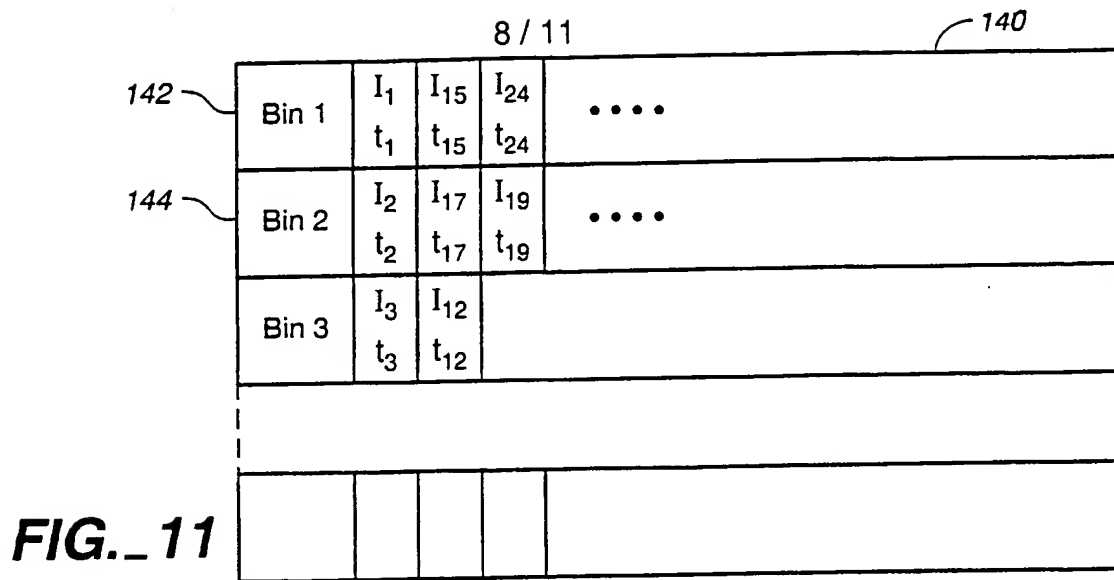 8 / 11
140
142
Bin 1 I₁ I₁₅ I₂₄ ••••
t₁ t₁₅ t₂₄
144
Bin 2 I₂ I₁₇ I₁₉ ••••
t₂ t₁₇ t₁₉
Bin 3 I₃ I₁₂
t₃ t₁₂
FIG._11